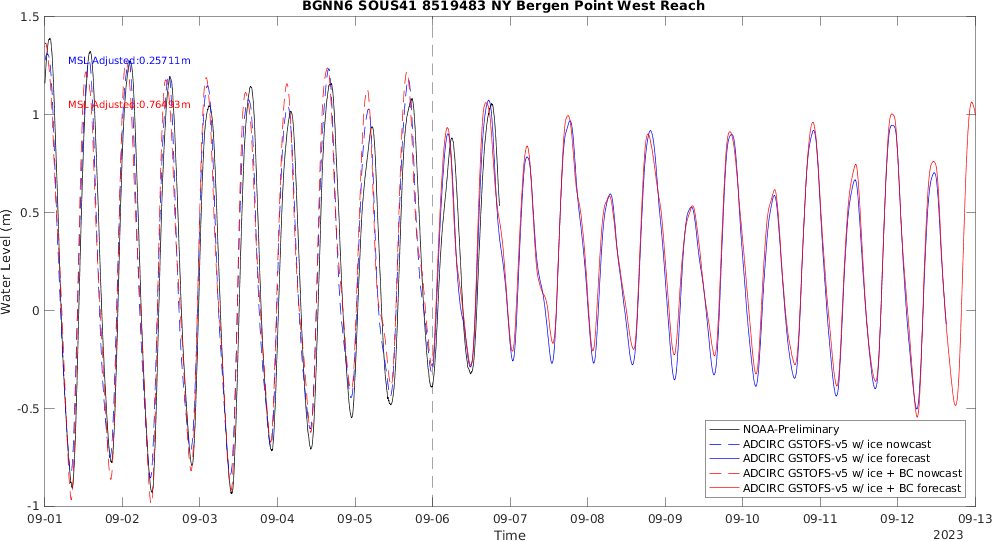 BGNN6 SOUS41 8519483 NY Bergen Point West Reach
1.5
1
0.5
0
-0.5
-1
Water Level (m)
MSL Adjusted:0.25711m
MSL Adjusted:0.76493m
NOAA-Preliminary
ADCIRC GSTOFS-v5 w/ ice nowcast
ADCIRC GSTOFS-v5 w/ ice forecast
ADCIRC GSTOFS-v5 w/ ice + BC nowcast
ADCIRC GSTOFS-v5 w/ ice + BC forecast
09-01 09-02 09-03 09-04 09-05 09-06 09-07 09-08 09-09 09-10 09-11 09-12 09-13
Time
2023